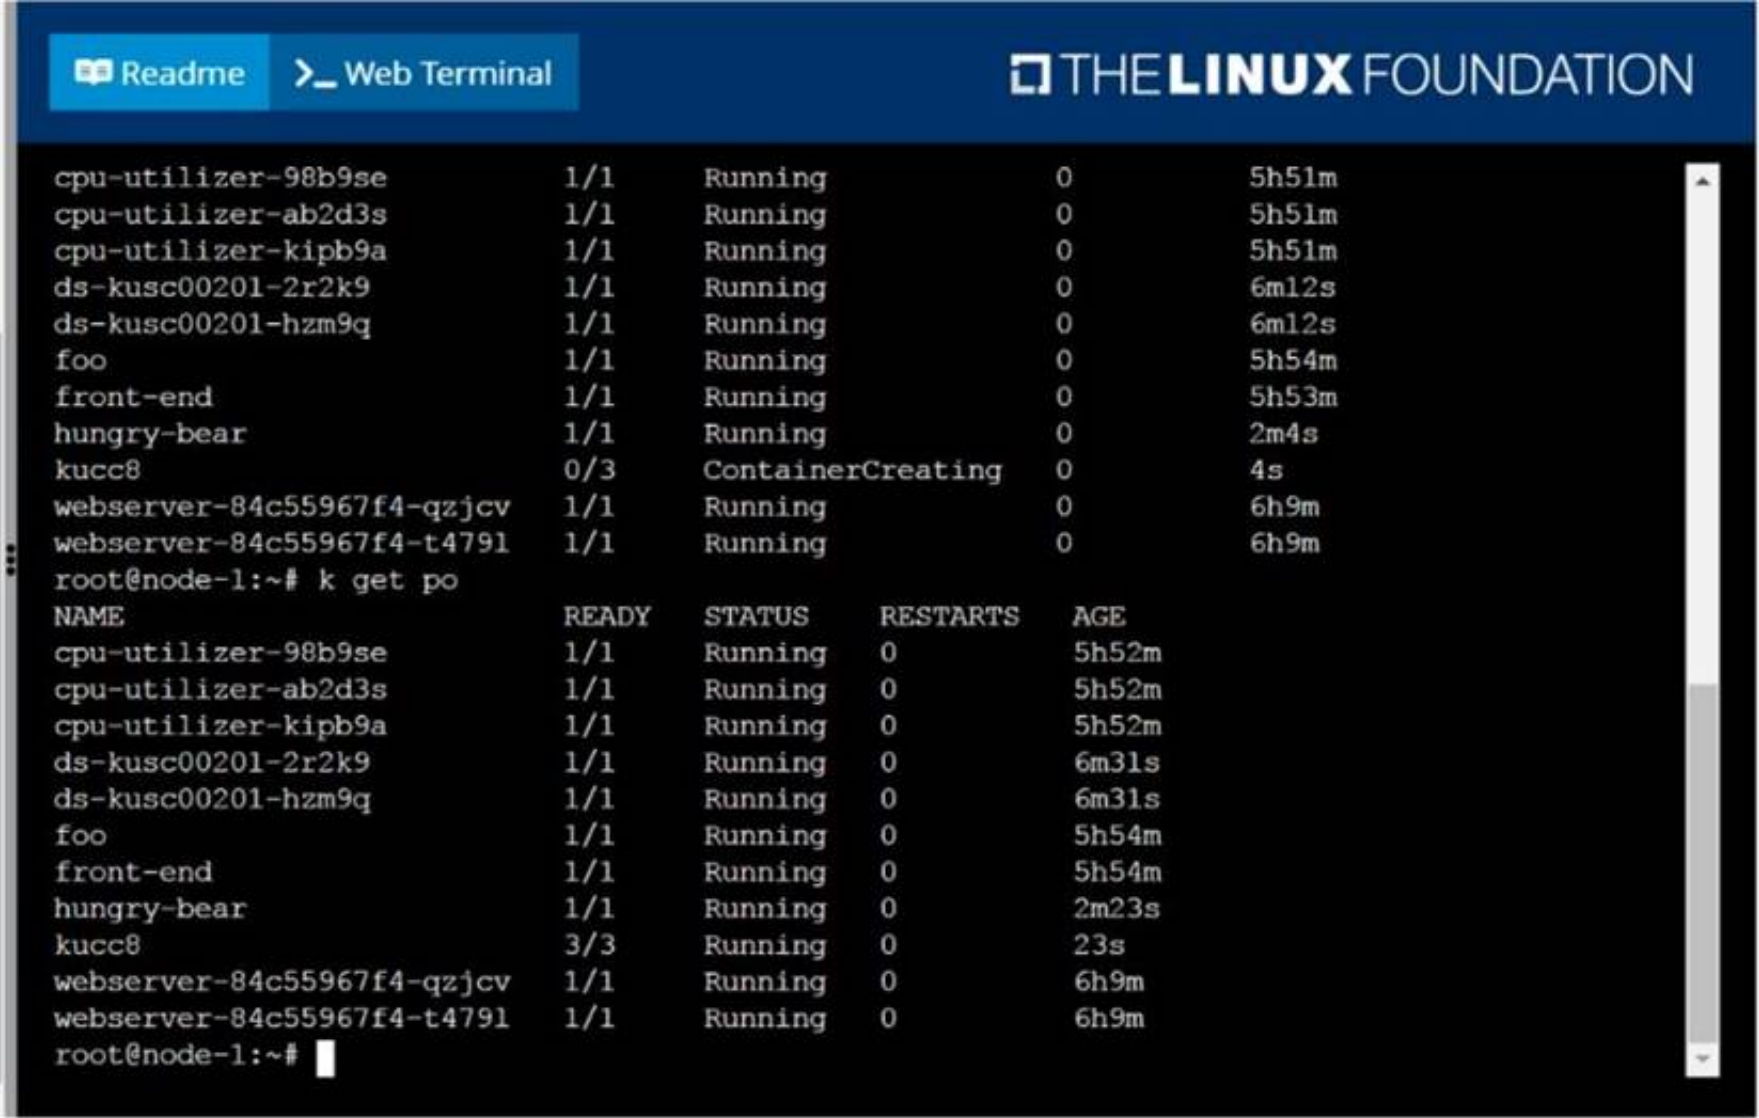 Readme >_ Web Terminal THE LINUX FOUNDATION
cpu-utilizer-98b9se 1/1 Running 0 5h51m
cpu-utilizer-ab2d3s 1/1 Running 0 5h51m
cpu-utilizer-kipb9a 1/1 Running 0 5h51m
ds-kusc00201-2r2k9 1/1 Running 0 6m12s
ds-kusc00201-hzm9q 1/1 Running 0 6m12s
foo 1/1 Running 0 5h54m
front-end 1/1 Running 0 5h53m
hungry-bear 1/1 Running 0 2m4s
kucc8 0/3 ContainerCreating 0 4s
webserver-84c55967f4-qzjcv 1/1 Running 0 6h9m
webserver-84c55967f4-t479l 1/1 Running 0 6h9m
root@node-1:~# k get po
NAME READY STATUS RESTARTS AGE
cpu-utilizer-98b9se 1/1 Running 0 5h52m
cpu-utilizer-ab2d3s 1/1 Running 0 5h52m
cpu-utilizer-kipb9a 1/1 Running 0 5h52m
ds-kusc00201-2r2k9 1/1 Running 0 6m31s
ds-kusc00201-hzm9q 1/1 Running 0 6m31s
foo 1/1 Running 0 5h54m
front-end 1/1 Running 0 5h54m
hungry-bear 1/1 Running 0 2m23s
kucc8 3/3 Running 0 23s
webserver-84c55967f4-qzjcv 1/1 Running 0 6h9m
webserver-84c55967f4-t479l 1/1 Running 0 6h9m
root@node-1:~#